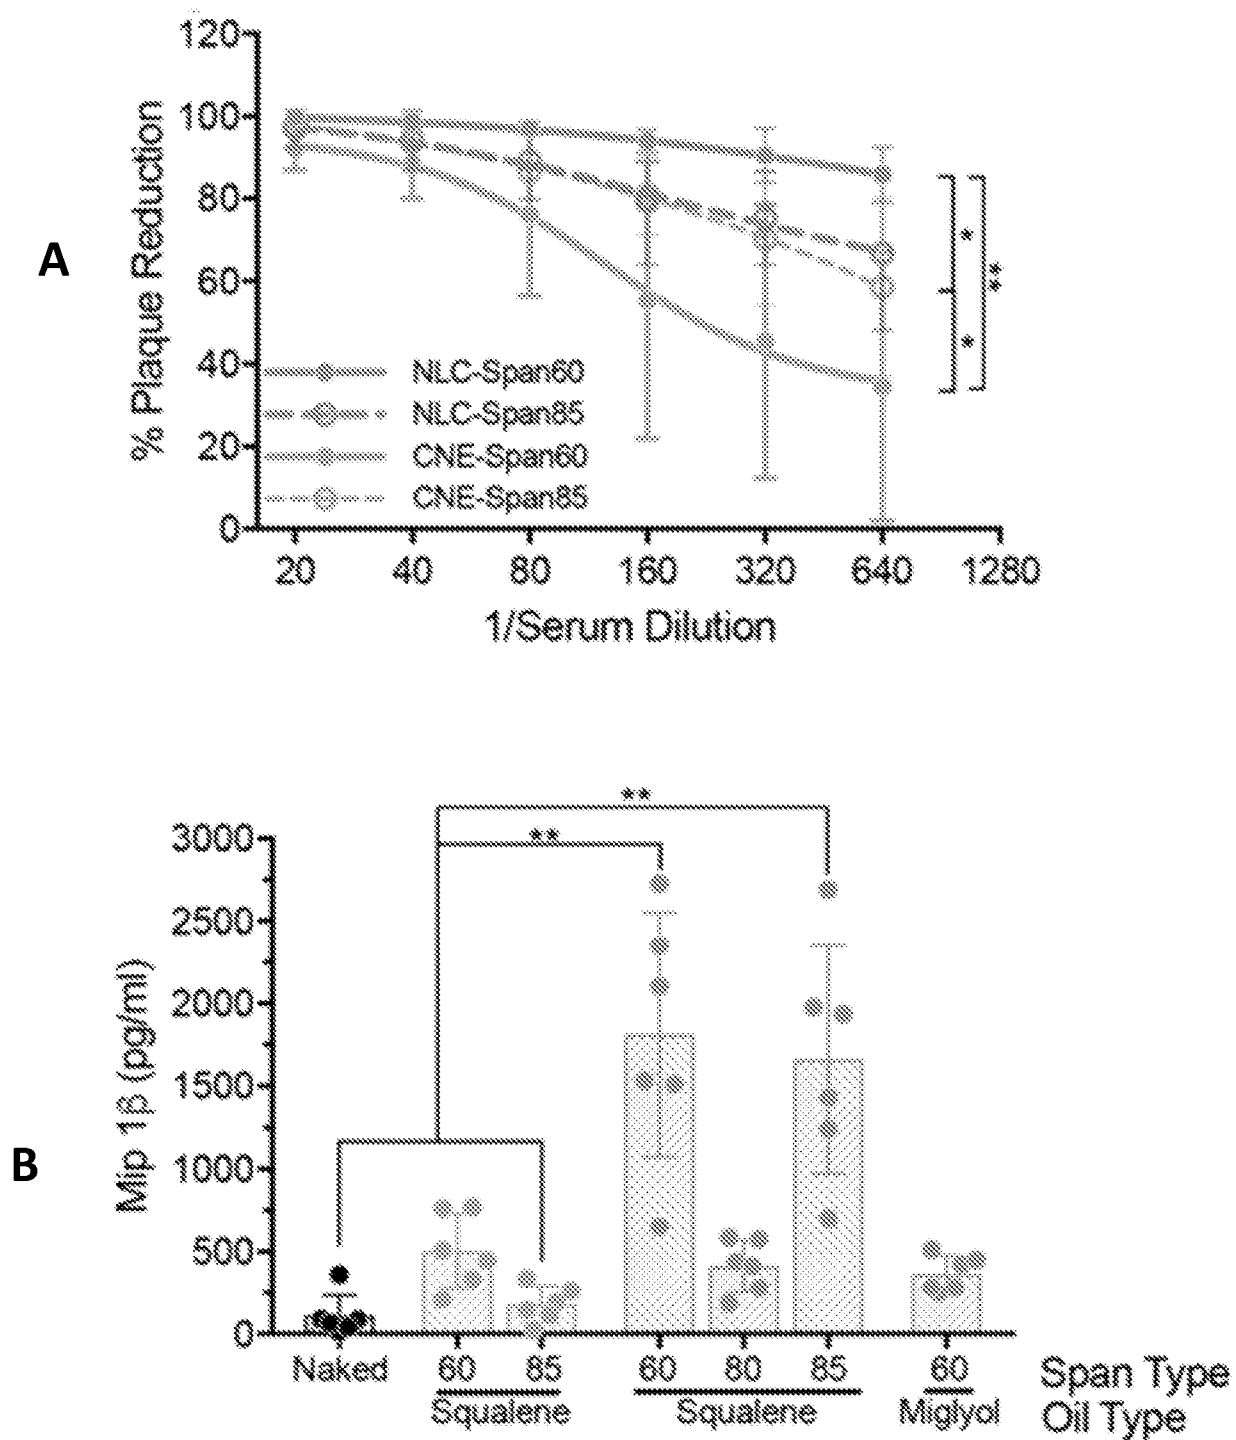 A
% Plaque Reduction
120
100
80
60
40
20
0
NLC-Span60
NLC-Span85
CNE-Span60
CNE-Span85
*
*
**
20 40 80 160 320 640 1280
1/Serum Dilution
B
Mip 1β (pg/ml)
**
**
3000
2500
2000
1500
1000
500
0
Naked 60 85 60 80 85 60 Span Type
Squalene Squalene Miglyol Oil Type